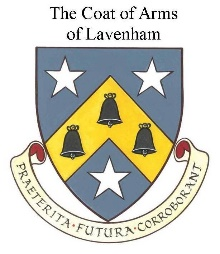 The Coat of Arms
of Lavenham
PRAETERITA · FUTURA · CORROBORANT